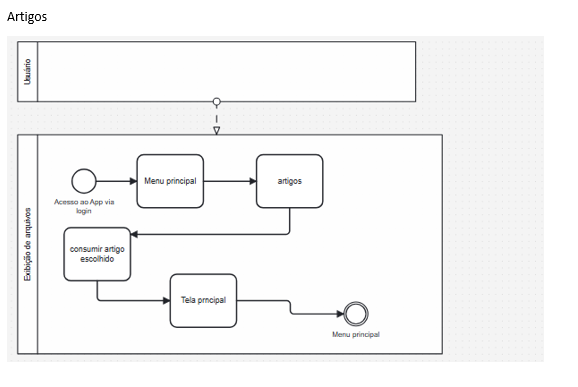 Artigos
Usuário
Exibição de arquivos
Menu principal
artigos
Acesso ao App via
login
consumir artigo
escolhido
Tela prncipal
Menu principal